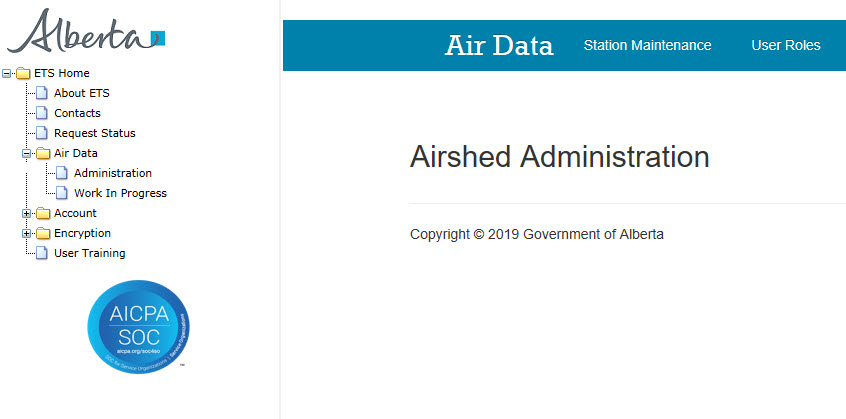 Alberta
ETS Home
About ETS
Contacts
Request Status
Air Data
Administration
Work In Progress
Account
Encryption
User Training
AICPA
SOC
aicpa.org/soc4so
SOC for Service Organizations | Service Organizations
TM
Air Data Station Maintenance User Roles
Airshed Administration
Copyright © 2019 Government of Alberta